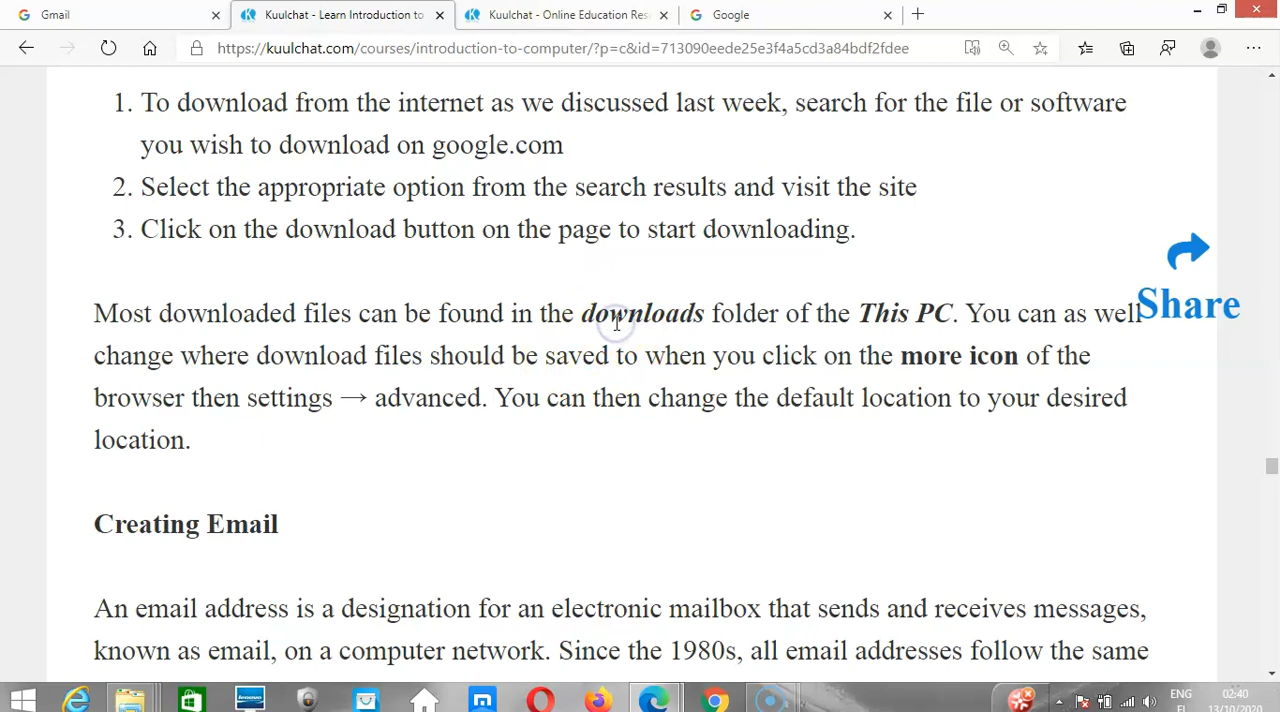 Gmail
Kuulchat - Learn Introduction to
Kuulchat - Online Education Res
Google
https://kuulchat.com/courses/introduction-to-computer/?p=c&id=713090eede25e3f4a5cd3a84bdf2fdee
1. To download from the internet as we discussed last week, search for the file or software
you wish to download on google.com
2. Select the appropriate option from the search results and visit the site
3. Click on the download button on the page to start downloading.
Share
Most downloaded files can be found in the downloads folder of the This PC. You can as well
change where download files should be saved to when you click on the more icon of the
browser then settings → advanced. You can then change the default location to your desired
location.
Creating Email
An email address is a designation for an electronic mailbox that sends and receives messages,
known as email, on a computer network. Since the 1980s, all email addresses follow the same
ENG
02:40
13/10/2020